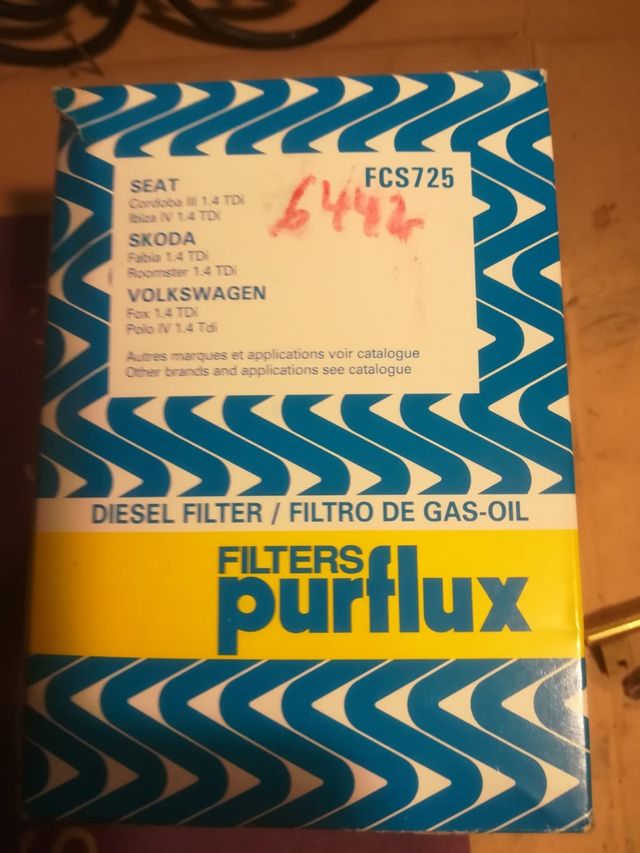 FCS725
6442
SEAT
Cordoba III 1.4 TDi
Ibiza IV 1.4 TDi
SKODA
Fabia 1.4 TDi
Roomster 1.4 TDi
VOLKSWAGEN
Fox 1.4 TDi
Polo IV 1.4 Tdi
Autres marques et applications voir catalogue
Other brands and applications see catalogue
DIESEL FILTER / FILTRO DE GAS-OIL
FILTERS
purflux